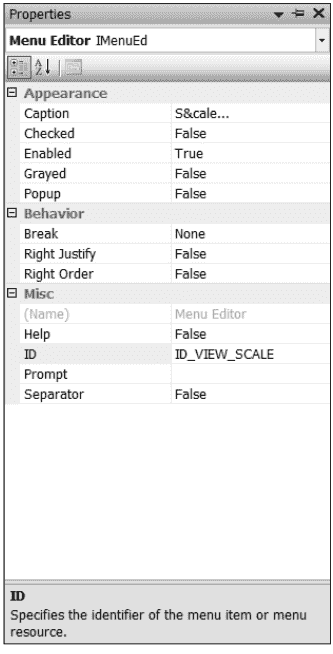 Properties
Menu Editor IMenuEd
Appearance
Caption S&cale...
Checked False
Enabled True
Grayed False
Popup False
Behavior
Break None
Right Justify False
Right Order False
Misc
(Name) Menu Editor
Help False
ID ID_VIEW_SCALE
Prompt
Separator False
ID
Specifies the identifier of the menu item or menu
resource.